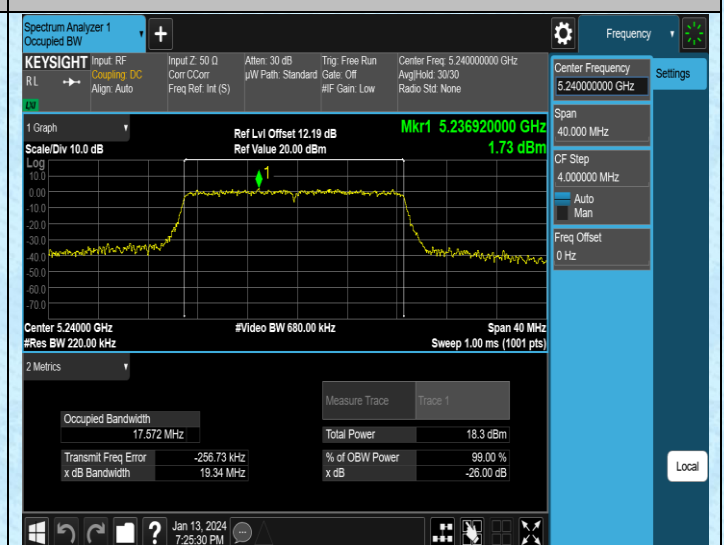 Spectrum Analyzer 1
Occupied BW
+
Frequency
KEYSIGHT
RL
LXI
Input: RF
Coupling: DC
Align: Auto
Input Z: 50 Ω
Corr CCorr
Freq Ref: Int (S)
Atten: 30 dB
µW Path: Standard
Trig: Free Run
Gate: Off
#IF Gain: Low
Center Freq: 5.240000000 GHz
Avg|Hold: 30/30
Radio Std: None
Center Frequency
5.240000000 GHz
Settings
Span
40.000 MHz
CF Step
4.000000 MHz
Auto
Man
Freq Offset
0 Hz
1 Graph
Scale/Div 10.0 dB
Ref Lvl Offset 12.19 dB
Ref Value 20.00 dBm
Mkr1 5.236920000 GHz
1.73 dBm
Log
10.0
0.00
-10.0
-20.0
-30.0
-40.0
-50.0
-60.0
-70.0
1
Center 5.24000 GHz
#Res BW 220.00 kHz
#Video BW 680.00 kHz
Span 40 MHz
Sweep 1.00 ms (1001 pts)
2 Metrics
Measure Trace Trace 1
Occupied Bandwidth
17.572 MHz
Total Power 18.3 dBm
Transmit Freq Error -256.73 kHz
% of OBW Power 99.00 %
x dB Bandwidth 19.34 MHz
x dB -26.00 dB
Local
?
Jan 13, 2024
7:25:30 PM